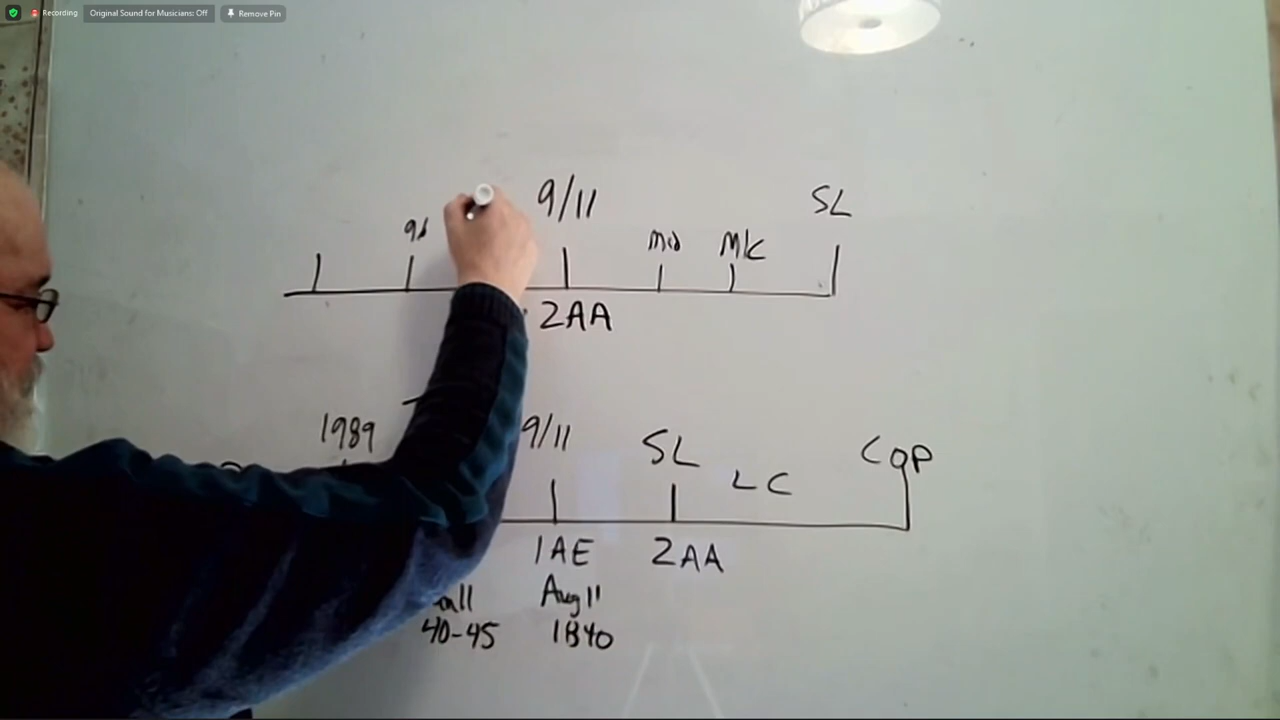 Recording Original Sound for Musicians: Off Remove Pin
9/11 SL
MC
2AA
1989 9/11 SL LC COP
1AE 2AA
Aug 11
40-45 1840